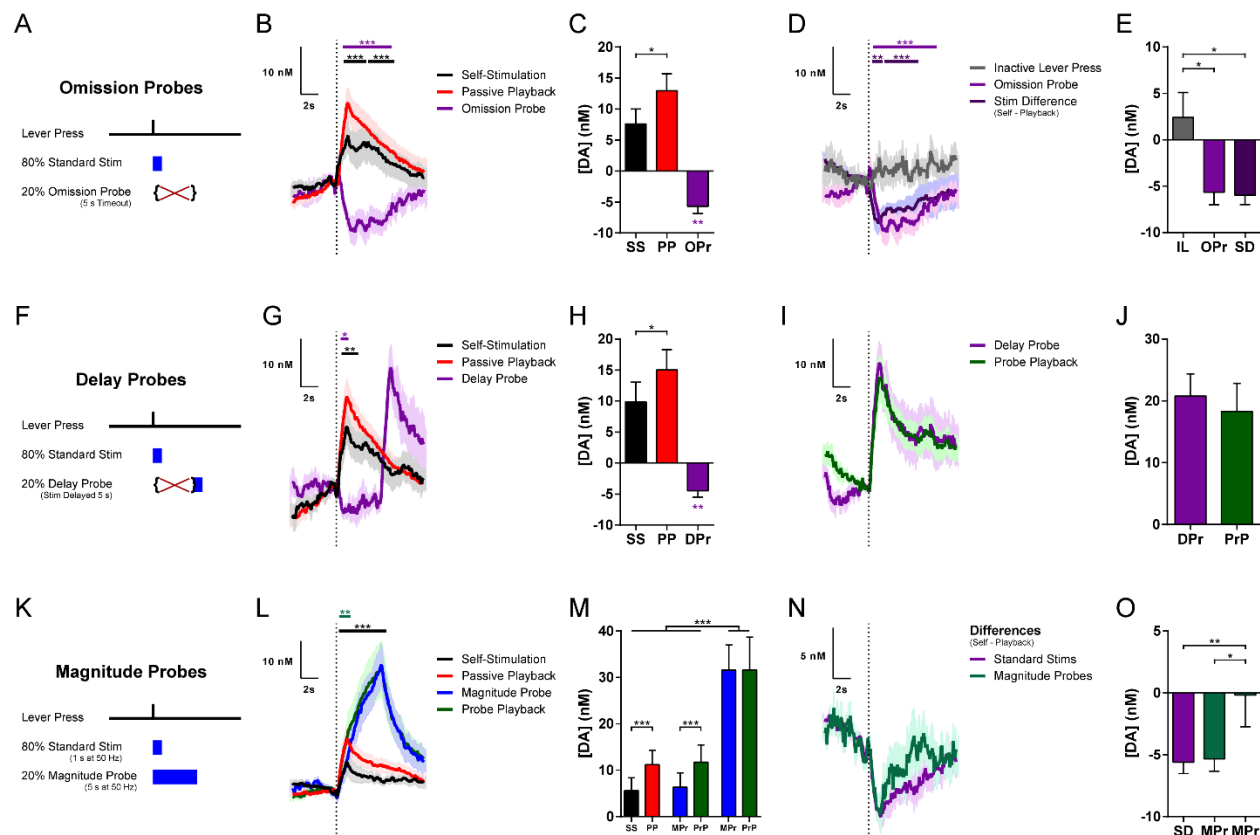 A
Omission Probes
Lever Press
80% Standard Stim
20% Omission Probe
(5 s Timeout)
B
10 nM
2s
***
*** ***
Self-Stimulation
Passive Playback
Omission Probe
C
[DA] (nM)
20
15
10
5
0
-5
-10
*
**
SS PP OPr
D
10 nM
2s
***
** ***
Inactive Lever Press
Omission Probe
Stim Difference
(Self - Playback)
E
[DA] (nM)
10
5
0
-5
-10
*
*
IL OPr SD
F
Delay Probes
Lever Press
80% Standard Stim
20% Delay Probe
(Stim Delayed 5 s)
G
10 nM
2s
*
**
Self-Stimulation
Passive Playback
Delay Probe
H
[DA] (nM)
20
15
10
5
0
-5
-10
*
**
SS PP DPr
I
10 nM
2s
Delay Probe
Probe Playback
J
[DA] (nM)
30
20
10
0
DPr PrP
K
Magnitude Probes
Lever Press
80% Standard Stim
(1 s at 50 Hz)
20% Magnitude Probe
(5 s at 50 Hz)
L
10 nM
2s
**
***
Self-Stimulation
Passive Playback
Magnitude Probe
Probe Playback
M
[DA] (nM)
40
30
20
10
0
***
*** ***
SS PP MPr PrP MPr PrP
N
5 nM
2s
Differences
(Self - Playback)
Standard Stims
Magnitude Probes
O
[DA] (nM)
5
0
-5
-10
**
*
SD MPr MPr